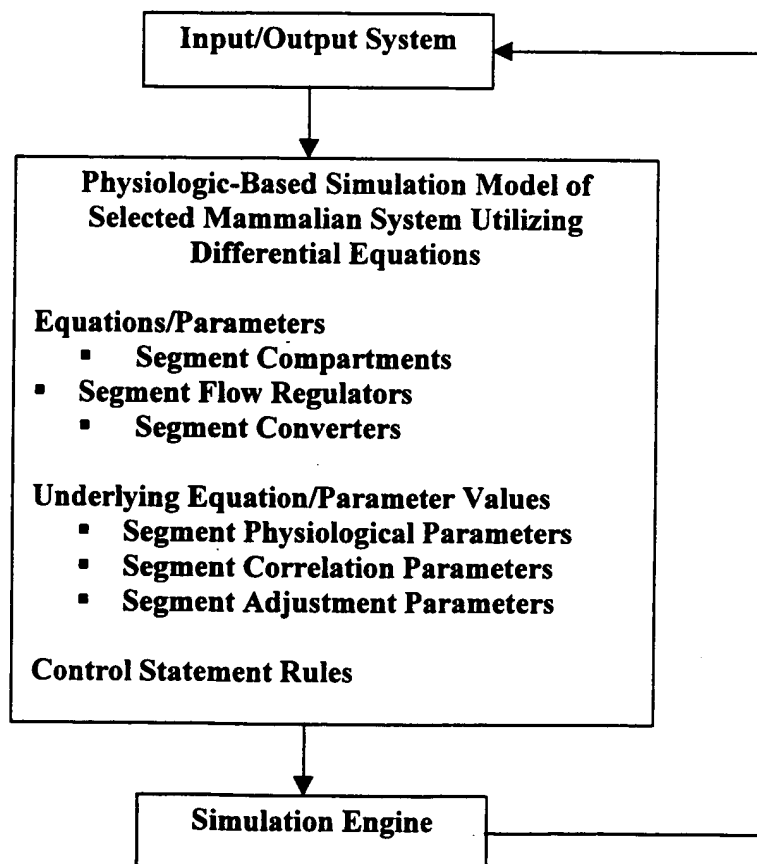 Input/Output System
Physiologic-Based Simulation Model of
Selected Mammalian System Utilizing
Differential Equations
Equations/Parameters
▪ Segment Compartments
▪ Segment Flow Regulators
▪ Segment Converters
Underlying Equation/Parameter Values
▪ Segment Physiological Parameters
▪ Segment Correlation Parameters
▪ Segment Adjustment Parameters
Control Statement Rules
Simulation Engine